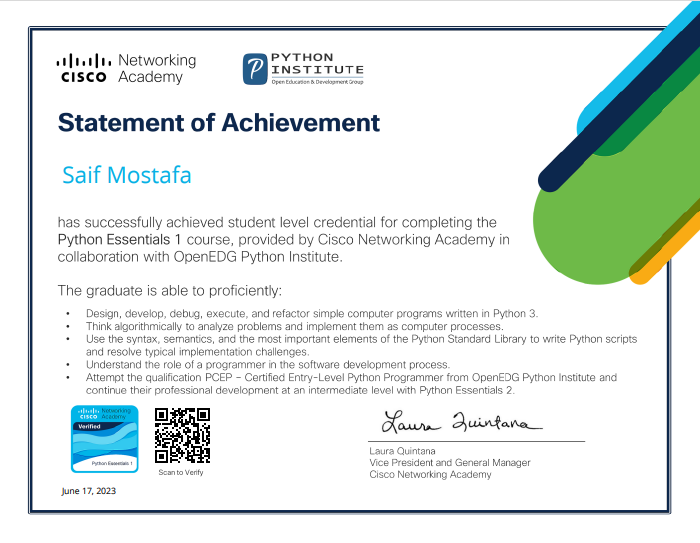 Networking
CISCO Academy
PYTHON
INSTITUTE
Open Education & Development Group
Statement of Achievement
Saif Mostafa
has successfully achieved student level credential for completing the
Python Essentials 1 course, provided by Cisco Networking Academy in
collaboration with OpenEDG Python Institute.
The graduate is able to proficiently:
• Design, develop, debug, execute, and refactor simple computer programs written in Python 3.
• Think algorithmically to analyze problems and implement them as computer processes.
• Use the syntax, semantics, and the most important elements of the Python Standard Library to write Python scripts
and resolve typical implementation challenges.
• Understand the role of a programmer in the software development process.
• Attempt the qualification PCEP – Certified Entry-Level Python Programmer from OpenEDG Python Institute and
continue their professional development at an intermediate level with Python Essentials 2.
Networking
CISCO Academy
Verified
Python Essentials 1
Scan to Verify
Laura Quintana
Laura Quintana
Vice President and General Manager
Cisco Networking Academy
June 17, 2023